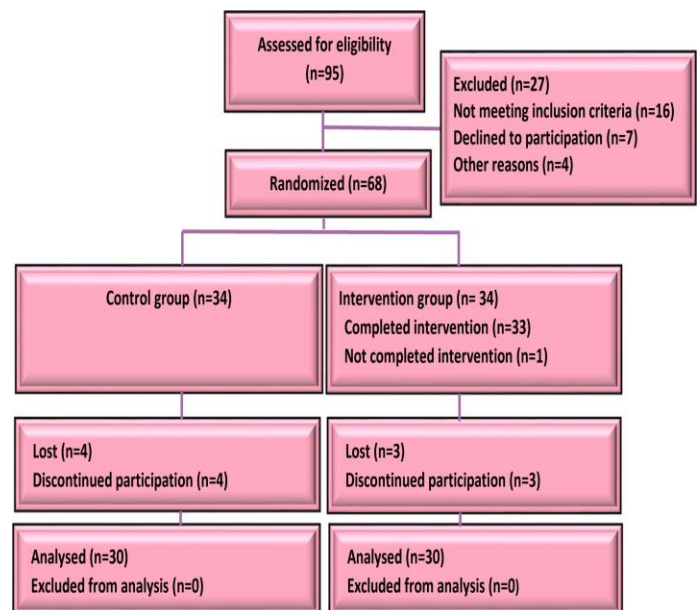 Assessed for eligibility
(n=95)
Excluded (n=27)
Not meeting inclusion criteria (n=16)
Declined to participation (n=7)
Other reasons (n=4)
Randomized (n=68)
Control group (n=34)
Intervention group (n= 34)
Completed intervention (n=33)
Not completed intervention (n=1)
Lost (n=4)
Discontinued participation (n=4)
Lost (n=3)
Discontinued participation (n=3)
Analysed (n=30)
Excluded from analysis (n=0)
Analysed (n=30)
Excluded from analysis (n=0)